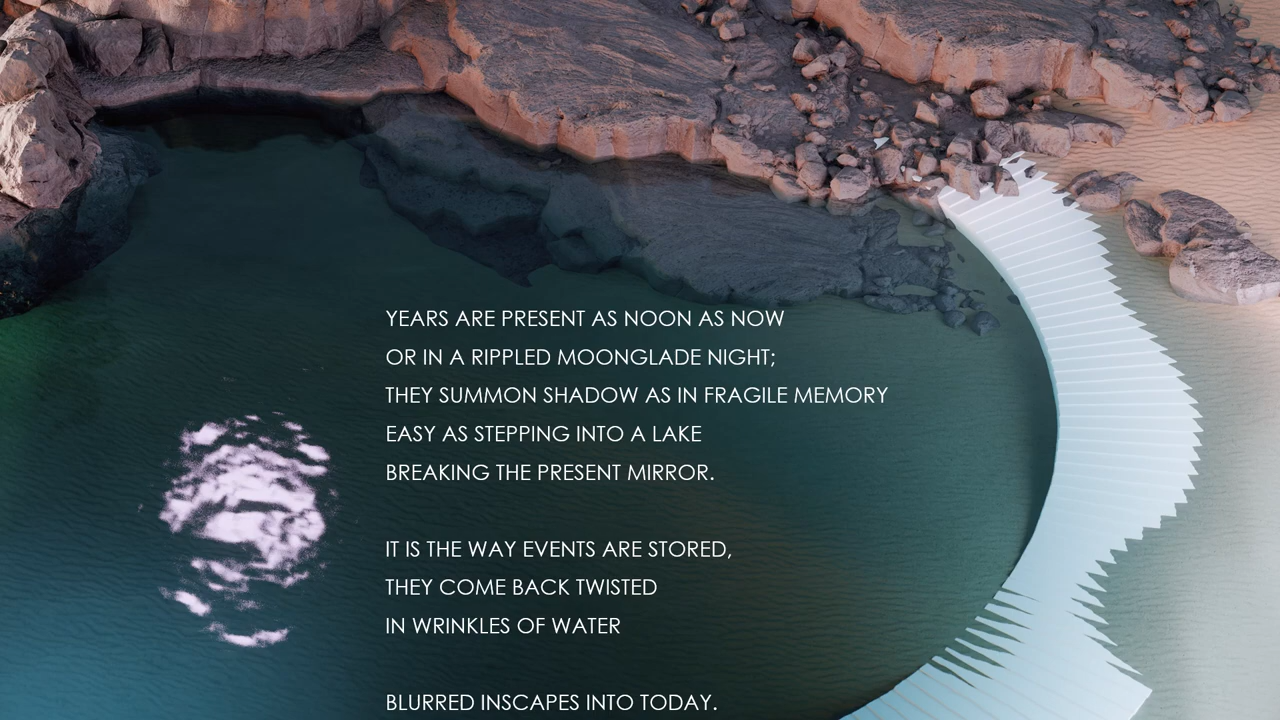 YEARS ARE PRESENT AS NOON AS NOW
OR IN A RIPPLED MOONGLADE NIGHT;
THEY SUMMON SHADOW AS IN FRAGILE MEMORY
EASY AS STEPPING INTO A LAKE
BREAKING THE PRESENT MIRROR.
IT IS THE WAY EVENTS ARE STORED,
THEY COME BACK TWISTED
IN WRINKLES OF WATER
BLURRED INSCAPES INTO TODAY.